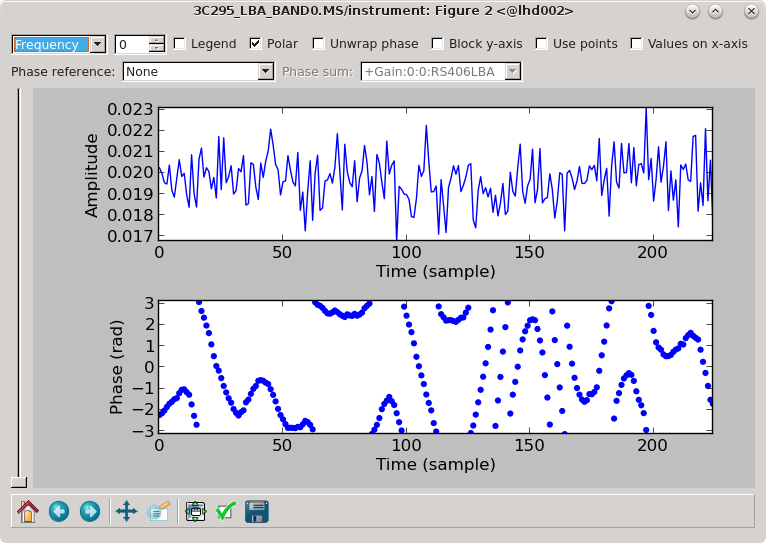 3C295_LBA_BAND0.MS/instrument: Figure 2 <@lhd002>
Frequency 0 Legend Polar Unwrap phase Block y-axis Use points Values on x-axis
Phase reference: None Phase sum: +Gain:0:0:RS406LBA
0.023
0.022
0.021
0.020
0.019
0.018
0.017
Amplitude
0 50 100 150 200
Time (sample)
3
2
1
0
−1
−2
−3
Phase (rad)
0 50 100 150 200
Time (sample)